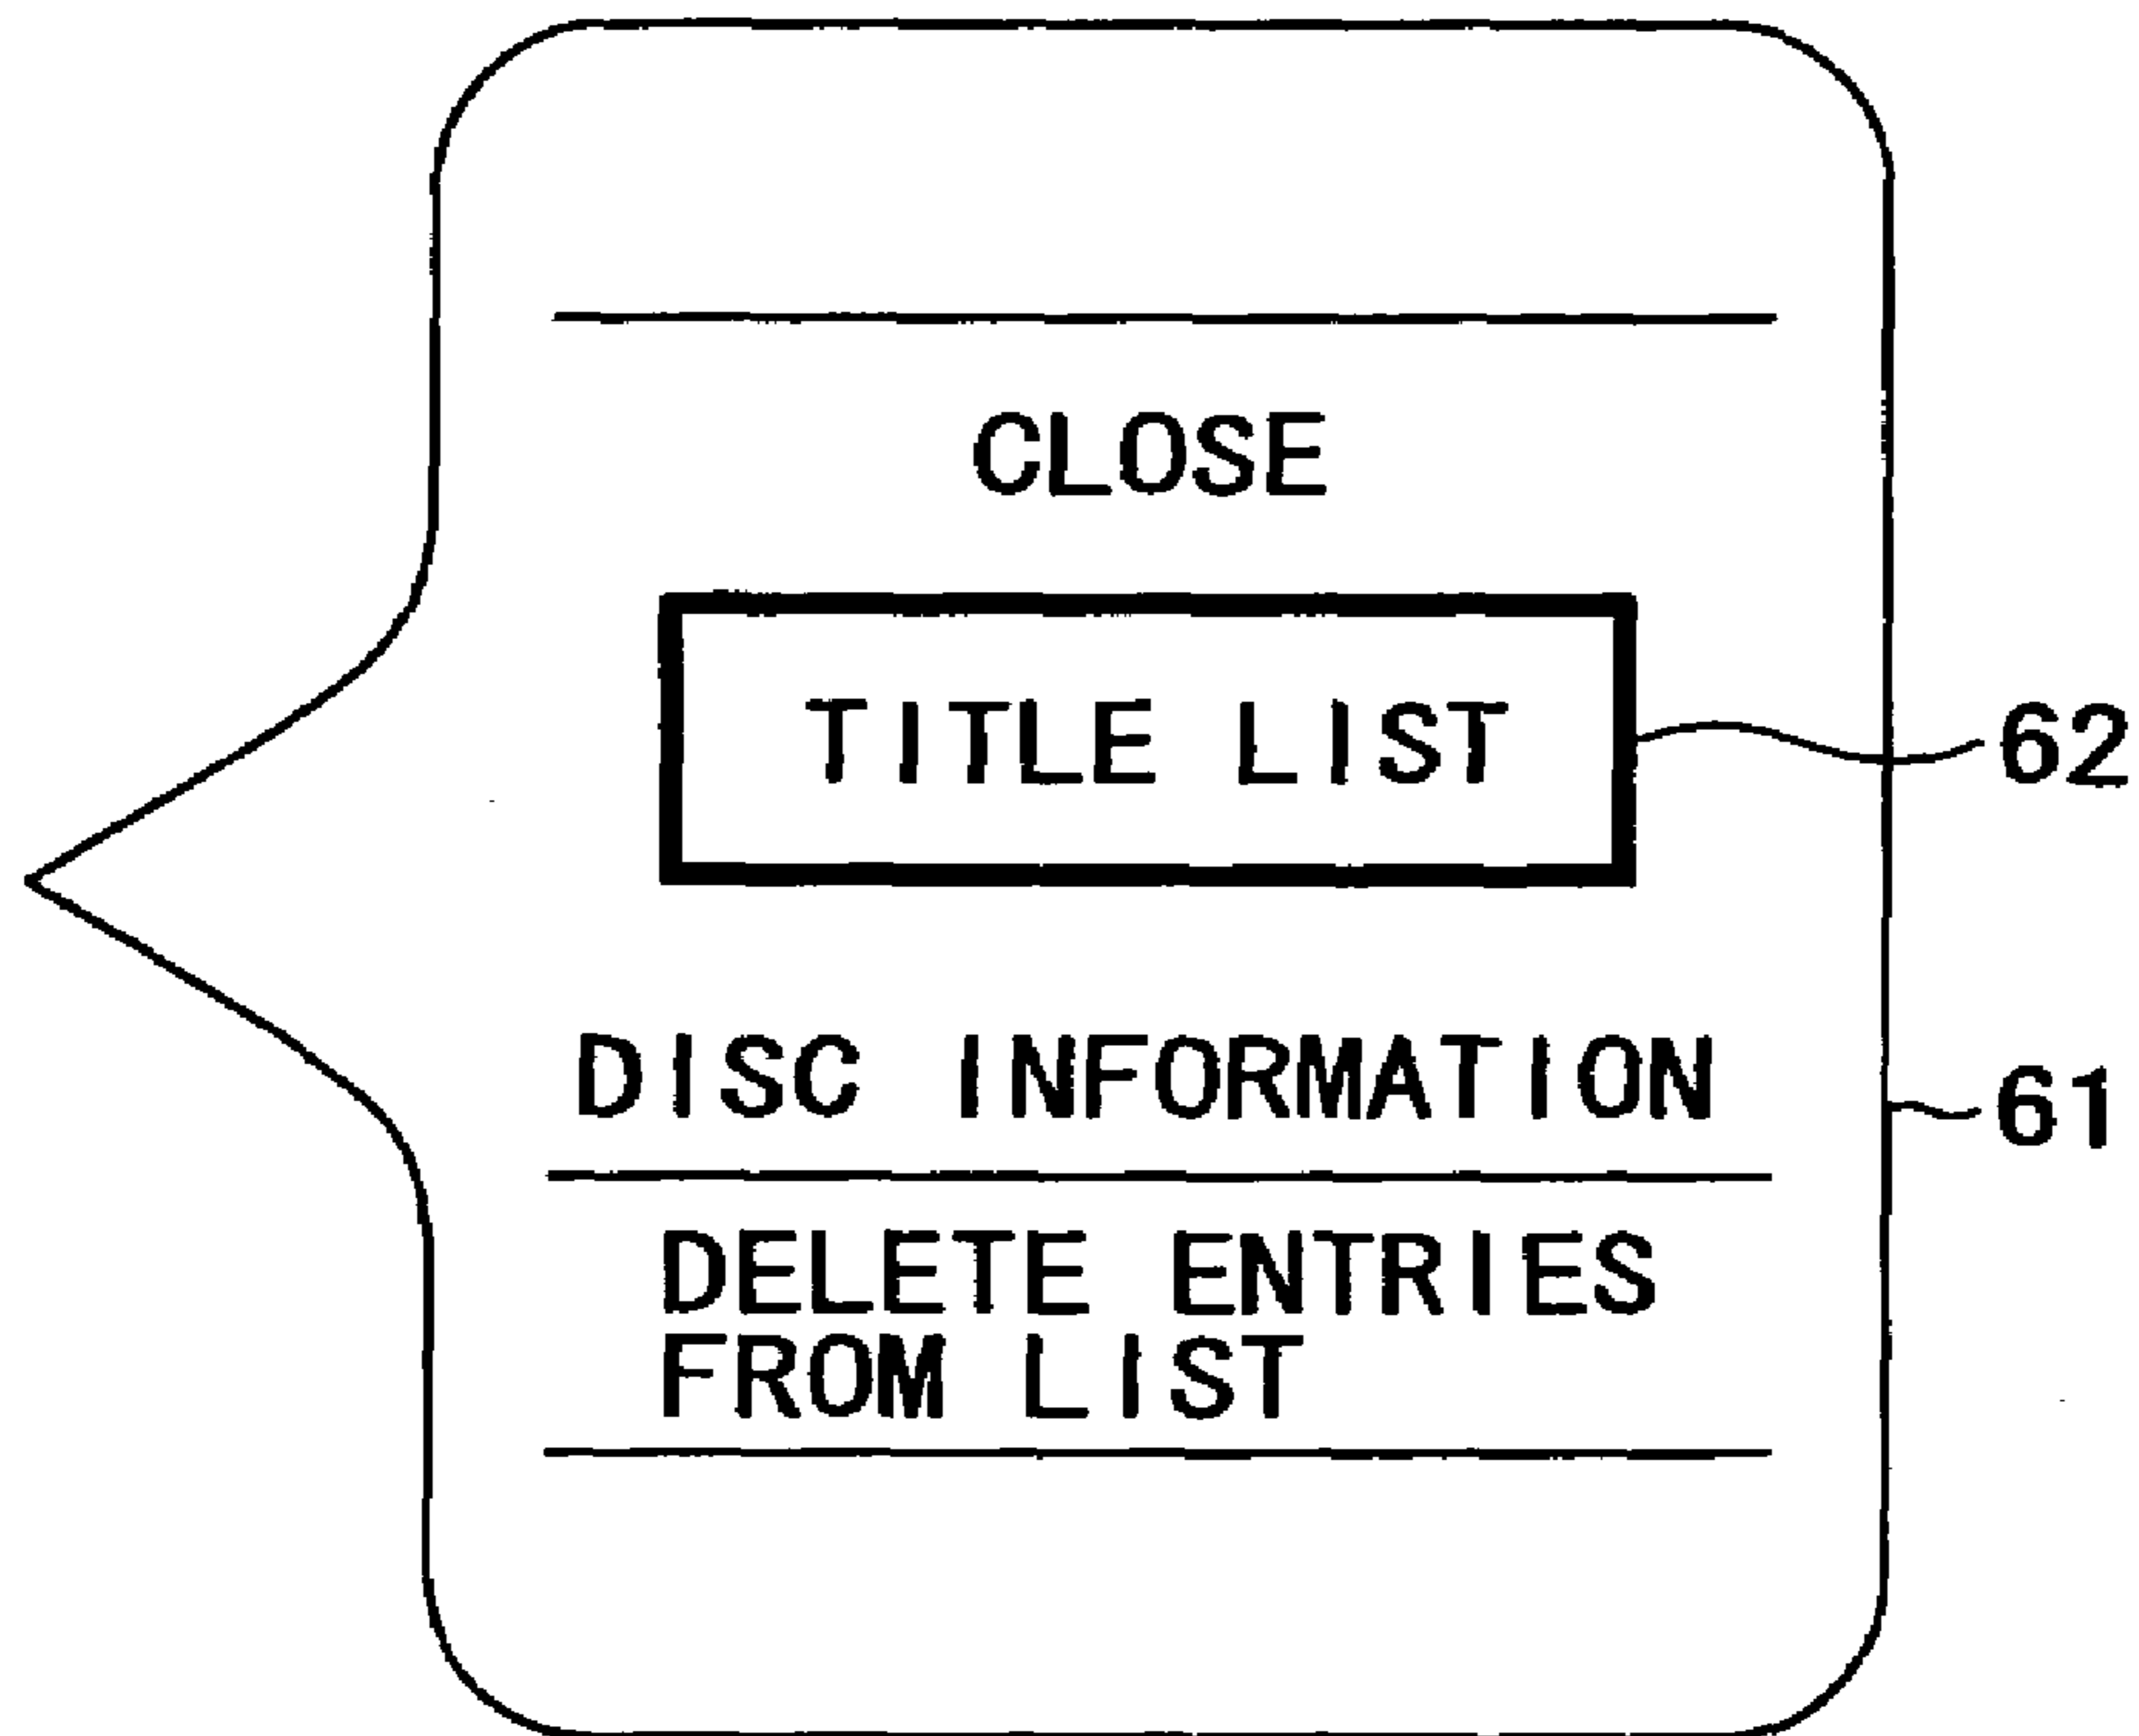 CLOSE
TITLE LIST
62
DISC INFORMATION
61
DELETE ENTRIES
FROM LIST